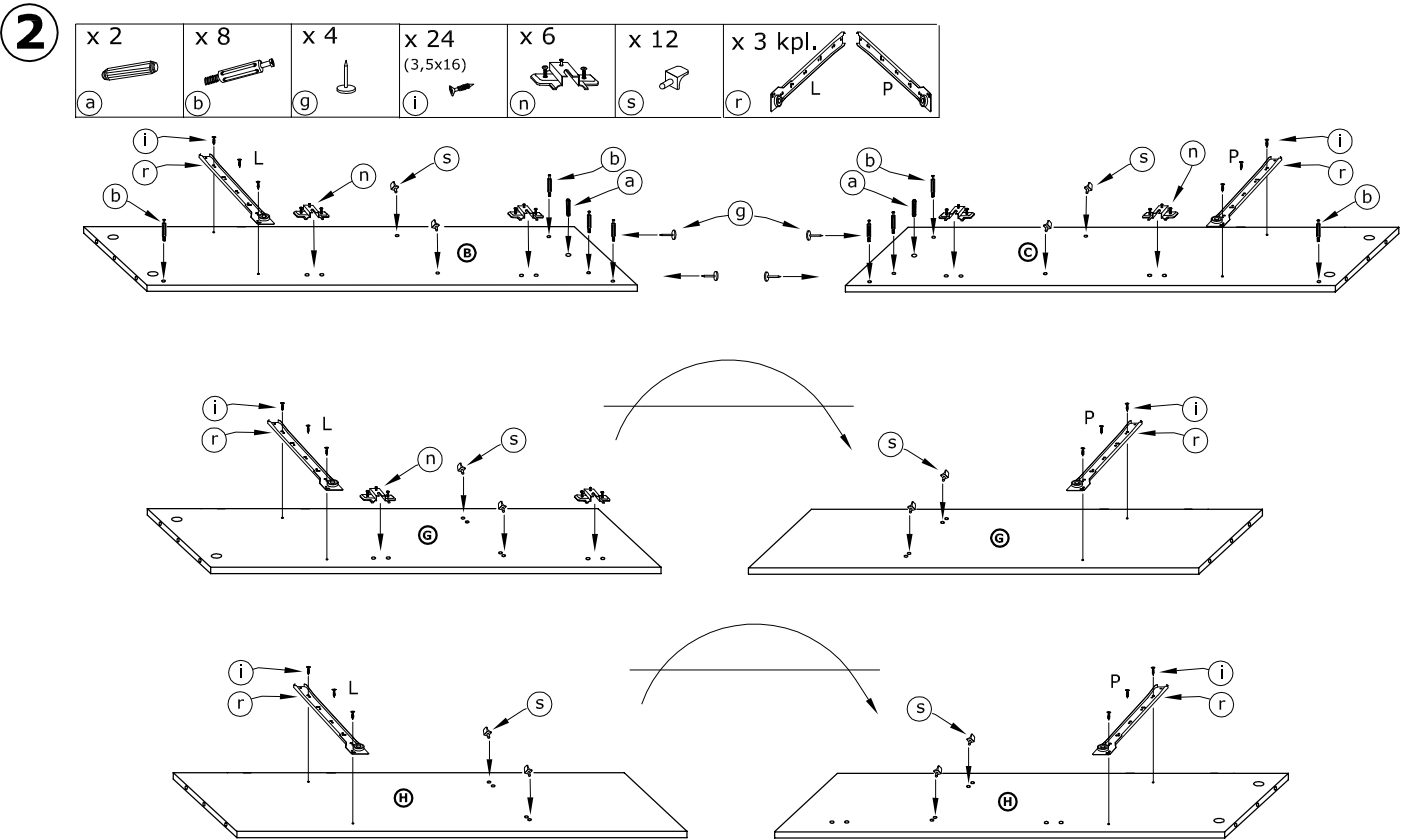 2
x 2
x 8
x 4
x 24
x 6
x 12
x 3 kpl.
(3,5x16)
L P
a b g i n s r
i L s b b s n P i
r n a a r
b g b
B C
i L P i
r s s r
n
G G
i L P i
r s s r
H H